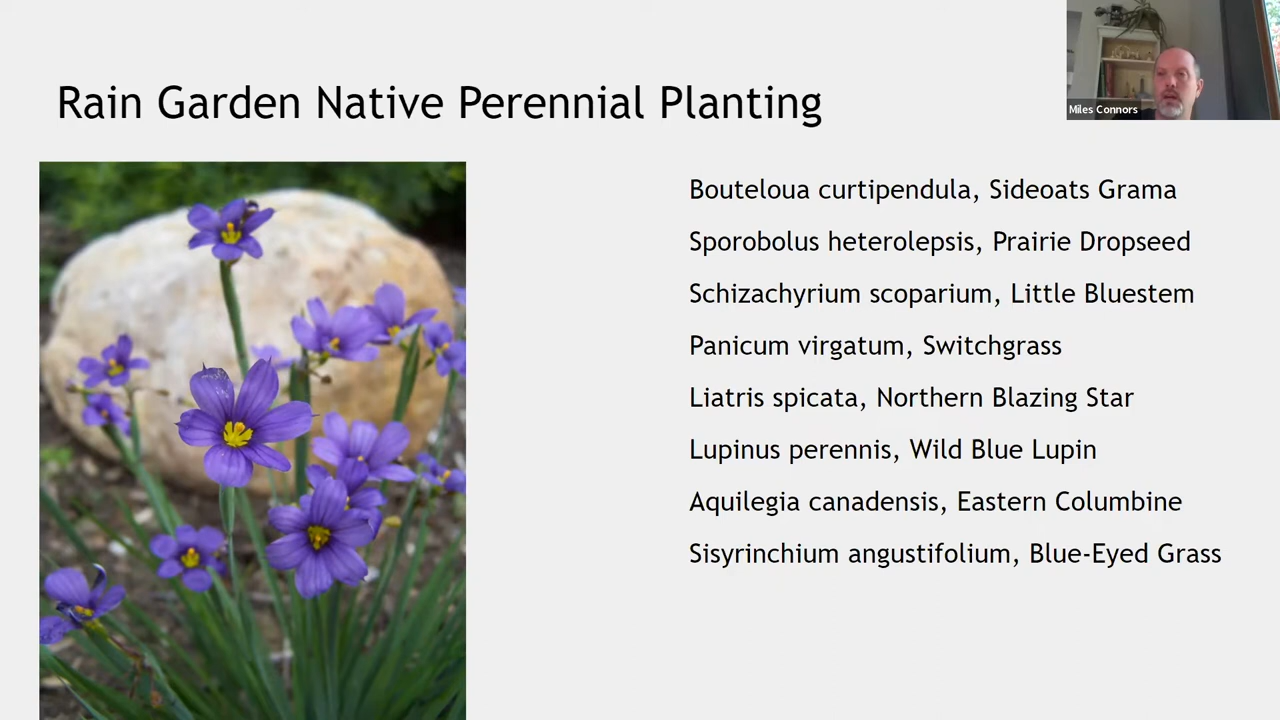 Rain Garden Native Perennial Planting
Miles Connors
Bouteloua curtipendula, Sideoats Grama
Sporobolus heterolepsis, Prairie Dropseed
Schizachyrium scoparium, Little Bluestem
Panicum virgatum, Switchgrass
Liatris spicata, Northern Blazing Star
Lupinus perennis, Wild Blue Lupin
Aquilegia canadensis, Eastern Columbine
Sisyrinchium angustifolium, Blue-Eyed Grass